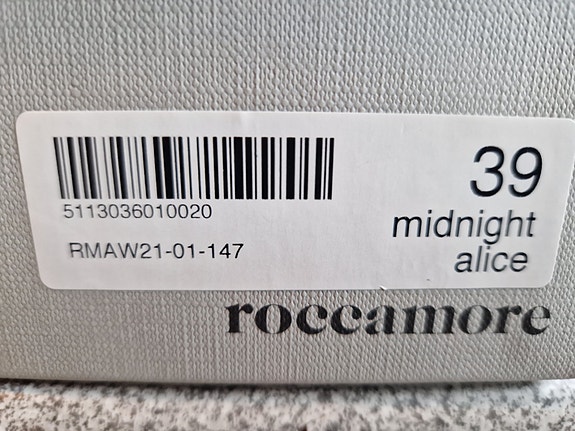 5113036010020
RMAW21-01-147
39
midnight
alice
roccamore